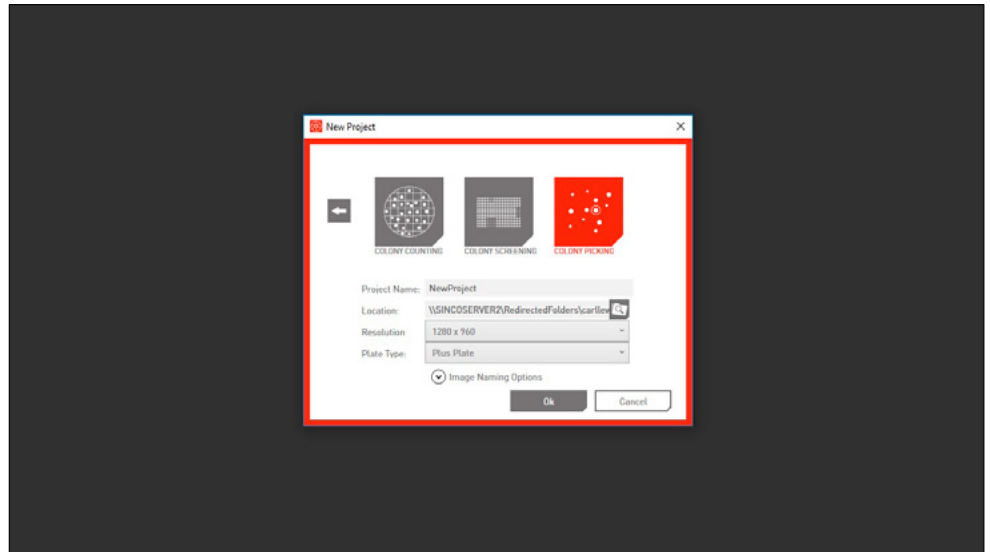 New Project
COLONY COUNTING COLONY SCREENING COLONY PICKING
Project Name: NewProject
Location: \\SINCOSERVER2\RedirectedFolders\carllew
Resolution 1280 x 960
Plate Type: Plus Plate
Image Naming Options
Ok Cancel